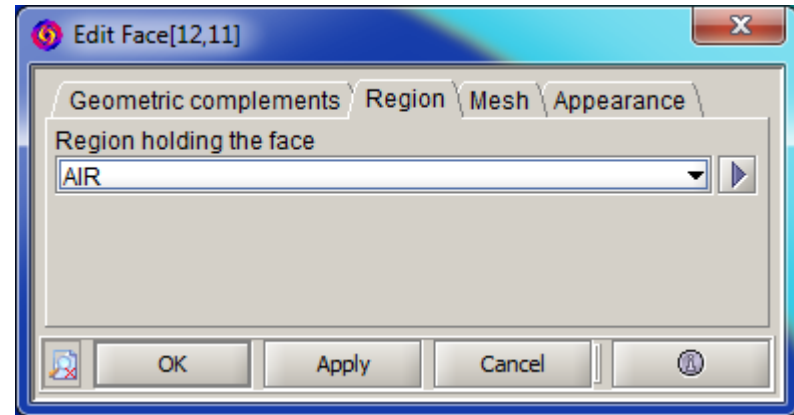 Edit Face[12,11]
Geometric complements Region Mesh Appearance
Region holding the face
AIR
OK Apply Cancel